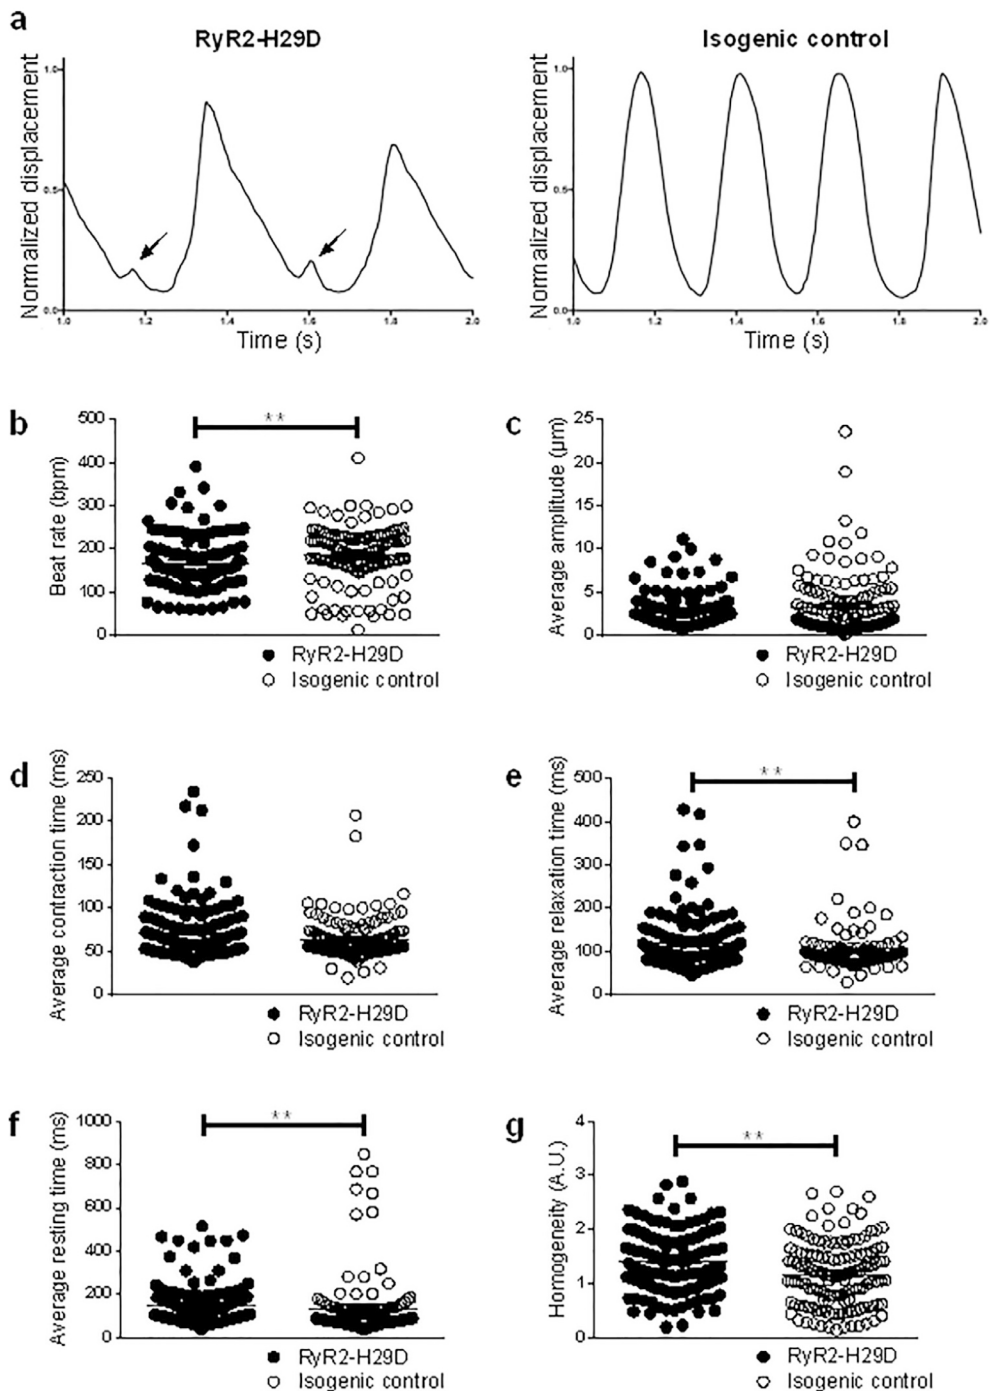 a
RyR2-H29D
Isogenic control
Normalized displacement
1.0
0.5
0.0
1.0 1.2 1.4 1.6 1.8 2.0
Time (s)
Normalized displacement
1.0
0.5
0.0
1.0 1.2 1.4 1.6 1.8 2.0
Time (s)
b
Beat rate (bpm)
500
400
300
200
100
0
**
RyR2-H29D
Isogenic control
c
Average amplitude (μm)
25
20
15
10
5
0
RyR2-H29D
Isogenic control
d
Average contraction time (ms)
250
200
150
100
50
0
RyR2-H29D
Isogenic control
e
Average relaxation time (ms)
500
400
300
200
100
0
**
RyR2-H29D
Isogenic control
f
Average resting time (ms)
1000
800
600
400
200
0
**
RyR2-H29D
Isogenic control
g
Homogeneity (A.U.)
4
3
2
1
0
**
RyR2-H29D
Isogenic control